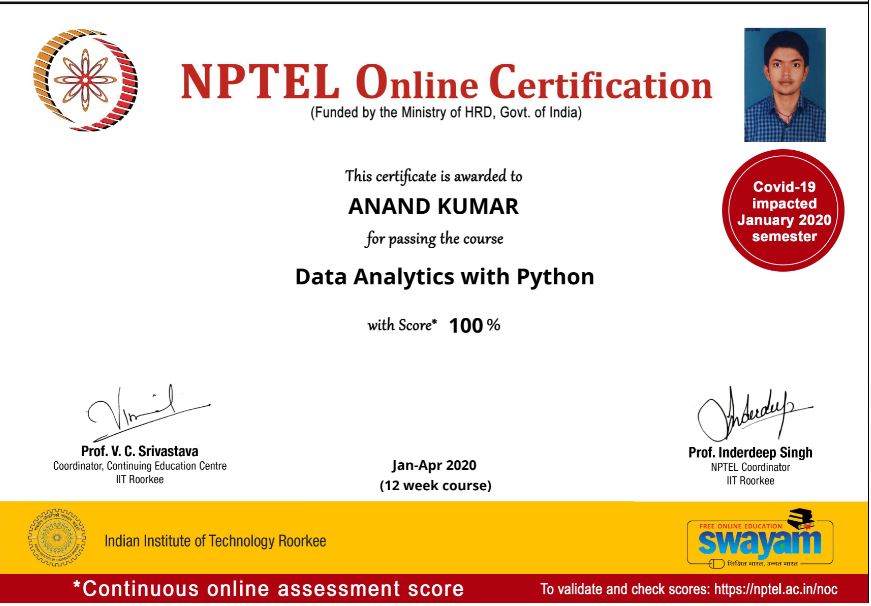 NPTEL Online Certification
(Funded by the Ministry of HRD, Govt. of India)
This certificate is awarded to
ANAND KUMAR
for passing the course
Data Analytics with Python
with Score* 100 %
Covid-19
impacted
January 2020
semester
Prof. V. C. Srivastava
Coordinator, Continuing Education Centre
IIT Roorkee
Jan-Apr 2020
(12 week course)
Inderdeep
Prof. Inderdeep Singh
NPTEL Coordinator
IIT Roorkee
Indian Institute of Technology Roorkee
FREE ONLINE EDUCATION
swayam
शिक्षित भारत, उन्नत भारत
*Continuous online assessment score
To validate and check scores: https://nptel.ac.in/noc